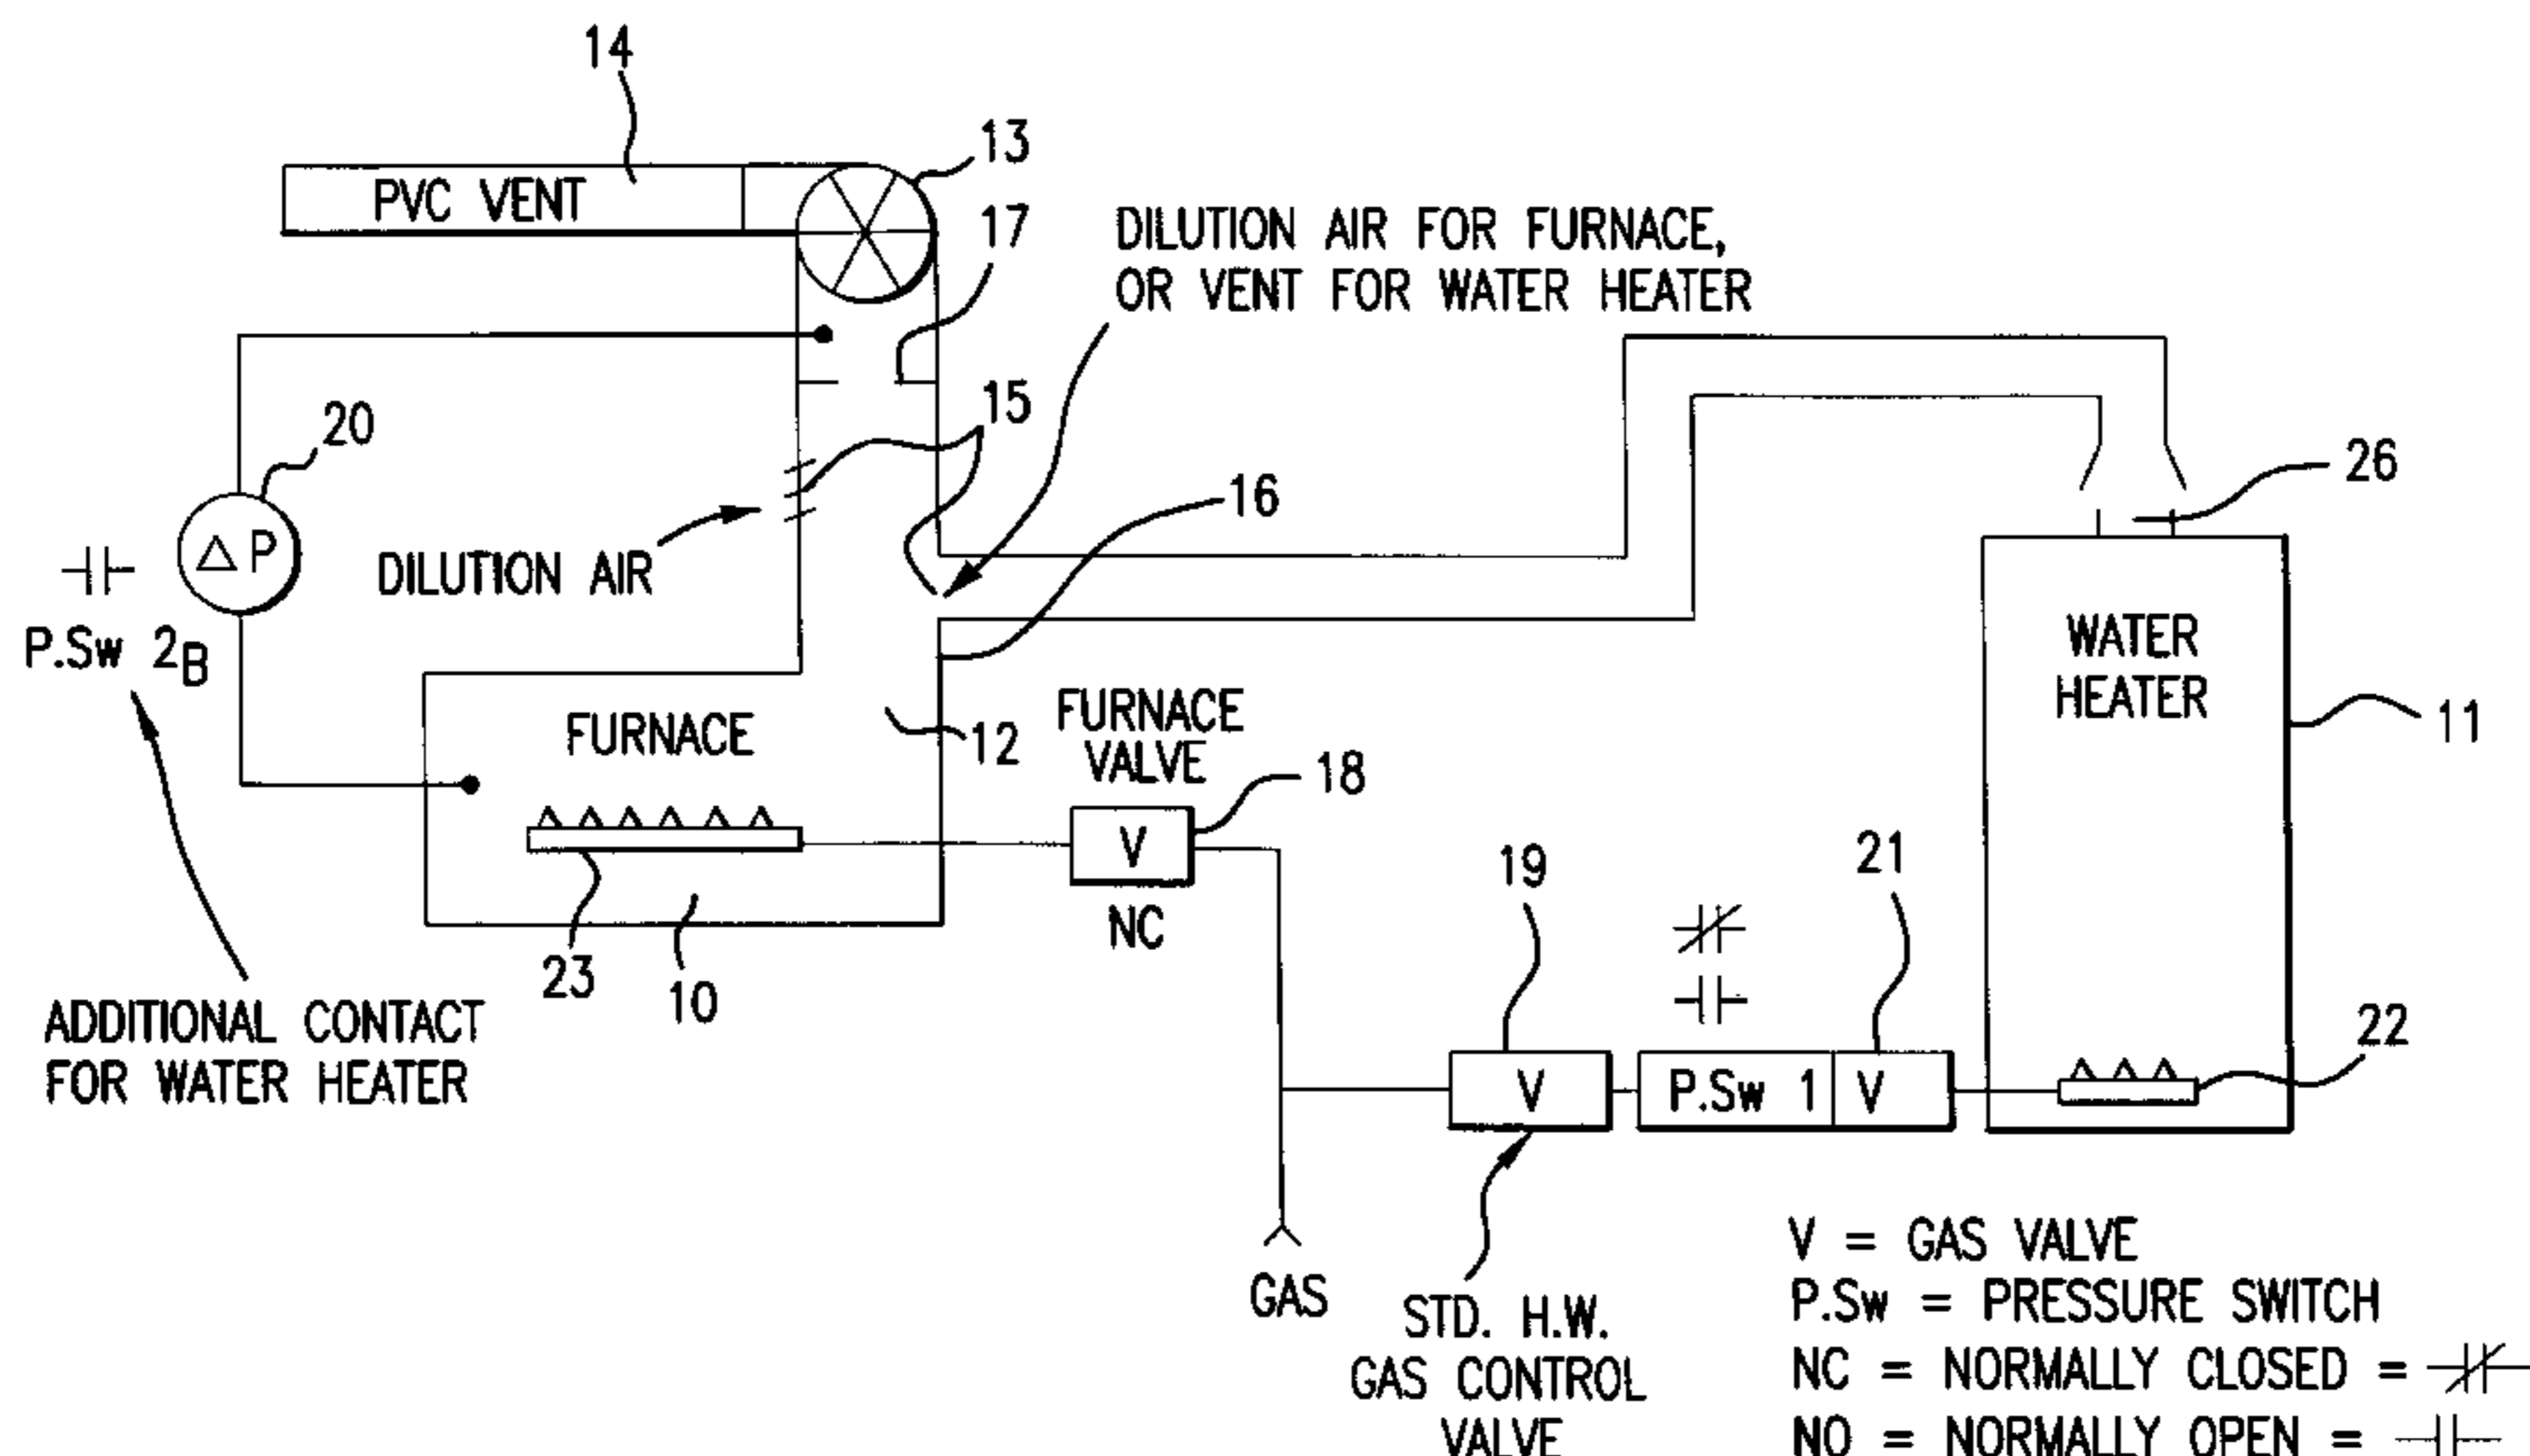 14
13
PVC VENT
17
DILUTION AIR FOR FURNACE,
OR VENT FOR WATER HEATER
15
20
26
16
△ P
DILUTION AIR
P.Sw 2B
WATER
HEATER
FURNACE
12
FURNACE
VALVE
11
18
V
19
21
NC
23
10
ADDITIONAL CONTACT
FOR WATER HEATER
22
V
P.Sw 1
V
GAS
STD. H.W.
GAS CONTROL
VALVE
V = GAS VALVE
P.Sw = PRESSURE SWITCH
NC = NORMALLY CLOSED =
NO = NORMALLY OPEN =